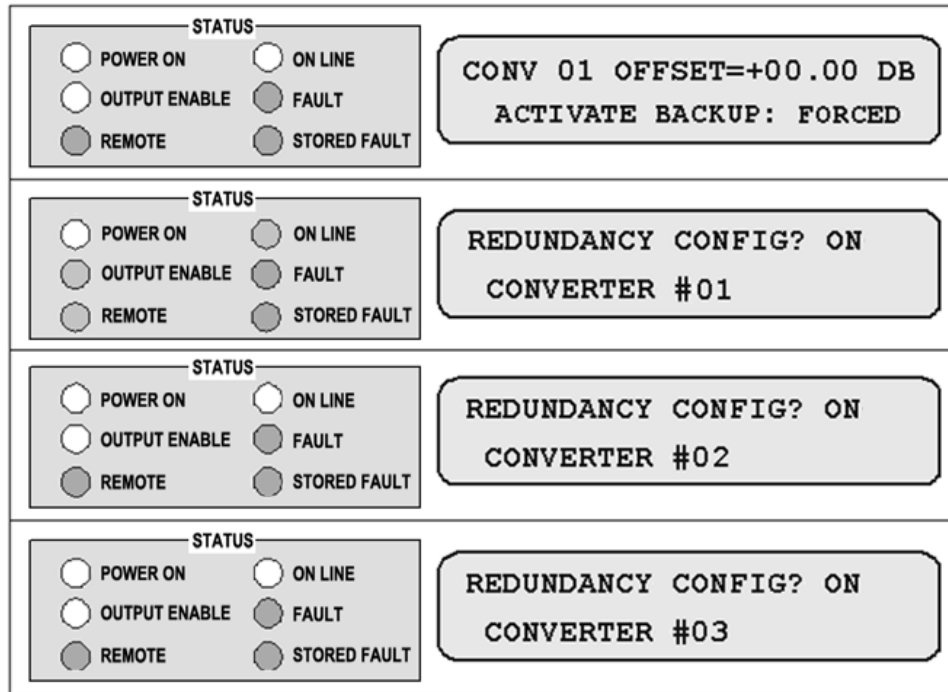 STATUS
POWER ON ON LINE
OUTPUT ENABLE FAULT
REMOTE STORED FAULT
CONV 01 OFFSET=+00.00 DB
ACTIVATE BACKUP: FORCED
STATUS
POWER ON ON LINE
OUTPUT ENABLE FAULT
REMOTE STORED FAULT
REDUNDANCY CONFIG? ON
CONVERTER #01
STATUS
POWER ON ON LINE
OUTPUT ENABLE FAULT
REMOTE STORED FAULT
REDUNDANCY CONFIG? ON
CONVERTER #02
STATUS
POWER ON ON LINE
OUTPUT ENABLE FAULT
REMOTE STORED FAULT
REDUNDANCY CONFIG? ON
CONVERTER #03